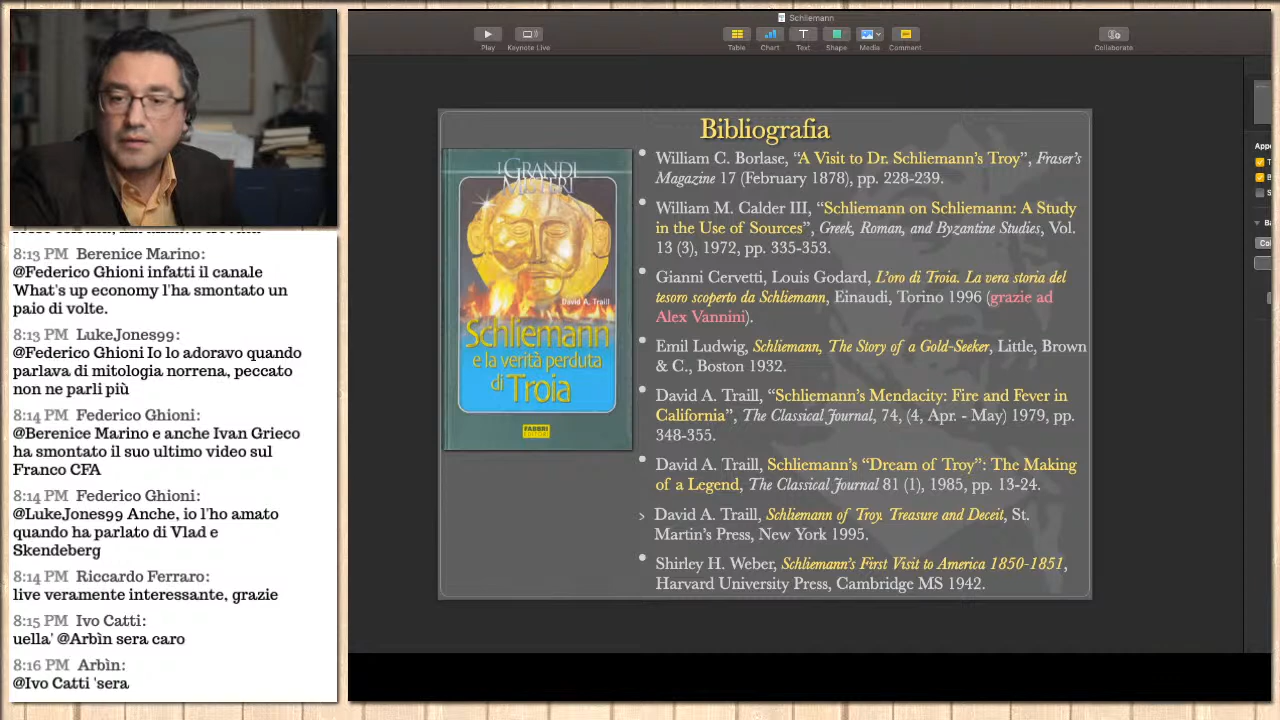 8:13 PM Berenice Marino:
@Federico Ghioni infatti il canale
What's up economy l'ha smontato un
paio di volte.
8:13 PM LukeJones99:
@Federico Ghioni Io lo adoravo quando
parlava di mitologia norrena, peccato
non ne parli più
8:14 PM Federico Ghioni:
@Berenice Marino e anche Ivan Grieco
ha smontato il suo ultimo video sul
Franco CFA
8:14 PM Federico Ghioni:
@LukeJones99 Anche, io l'ho amato
quando ha parlato di Vlad e
Skendeberg
8:14 PM Riccardo Ferraro:
live veramente interessante, grazie
8:15 PM Ivo Catti:
uella' @Arbìn sera caro
8:16 PM Arbìn:
@Ivo Catti 'sera
Schliemann
Play
Keynote Live
Table
Chart
Text
Shape
Media
Comment
Collaborate
Bibliografia
I GRANDI
MISTERI
David A. Traill
Schliemann
e la verità perduta
di Troia
FABBRI
EDITORI
• William C. Borlase, “A Visit to Dr. Schliemann’s Troy”, Fraser’s
Magazine 17 (February 1878), pp. 228-239.
• William M. Calder III, “Schliemann on Schliemann: A Study
in the Use of Sources”, Greek, Roman, and Byzantine Studies, Vol.
13 (3), 1972, pp. 335-353.
• Gianni Cervetti, Louis Godard, L’oro di Troia. La vera storia del
tesoro scoperto da Schliemann, Einaudi, Torino 1996 (grazie ad
Alex Vannini).
• Emil Ludwig, Schliemann, The Story of a Gold-Seeker, Little, Brown
& C., Boston 1932.
• David A. Traill, “Schliemann’s Mendacity: Fire and Fever in
California”, The Classical Journal, 74, (4, Apr. - May) 1979, pp.
348-355.
• David A. Traill, Schliemann’s “Dream of Troy”: The Making
of a Legend, The Classical Journal 81 (1), 1985, pp. 13-24.
> David A. Traill, Schliemann of Troy. Treasure and Deceit, St.
Martin’s Press, New York 1995.
• Shirley H. Weber, Schliemann’s First Visit to America 1850-1851,
Harvard University Press, Cambridge MS 1942.